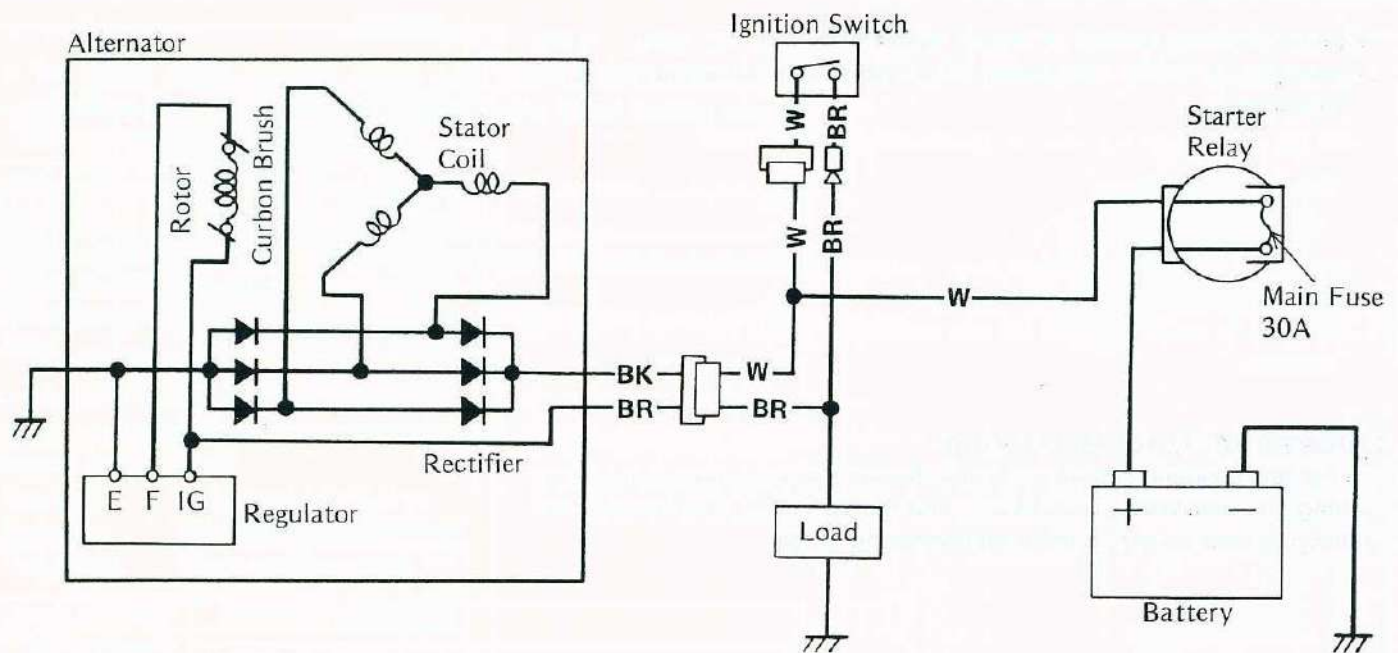 Ignition Switch
Alternator
Rotor
Curbon Brush
Stator
Coil
W
BR
Starter
Relay
W
BR
W
Main Fuse
30A
BK
W
BR
BR
Rectifier
E F IG
Regulator
Load
+
Battery